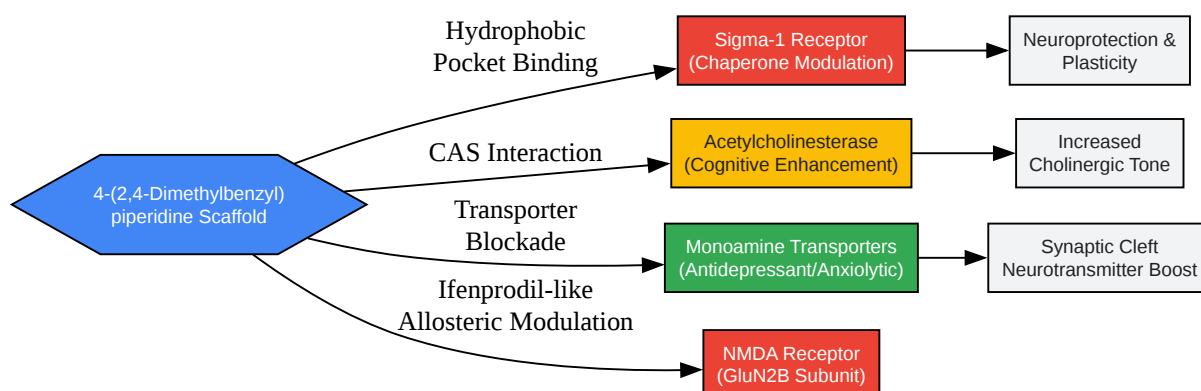 4-(2,4-Dimethylbenzyl)
piperidine Scaffold
Hydrophobic
Pocket Binding
Sigma-1 Receptor
(Chaperone Modulation)
Neuroprotection &
Plasticity
CAS Interaction
Acetylcholinesterase
(Cognitive Enhancement)
Increased
Cholinergic Tone
Transporter
Blockade
Monoamine Transporters
(Antidepressant/Anxiolytic)
Synaptic Cleft
Neurotransmitter Boost
Ifenprodil-like
Allosteric Modulation
NMDA Receptor
(GluN2B Subunit)